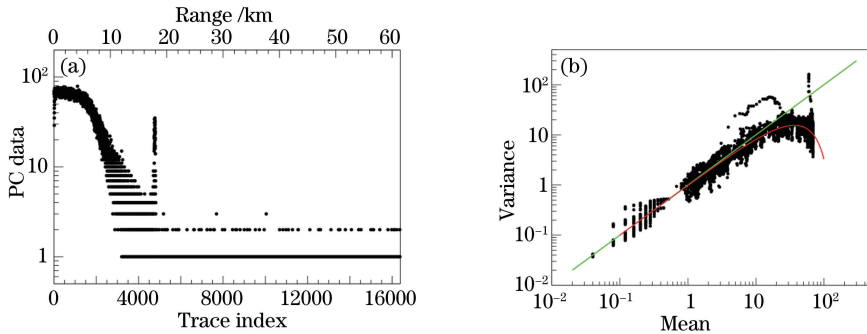 Range /km
0 10 20 30 40 50 60
(a)
10²
10
1
PC data
0 4000 8000 12000 16000
Trace index
(b)
10²
10
1
10⁻¹
10⁻²
Variance
10⁻² 10⁻¹ 1 10 10²
Mean